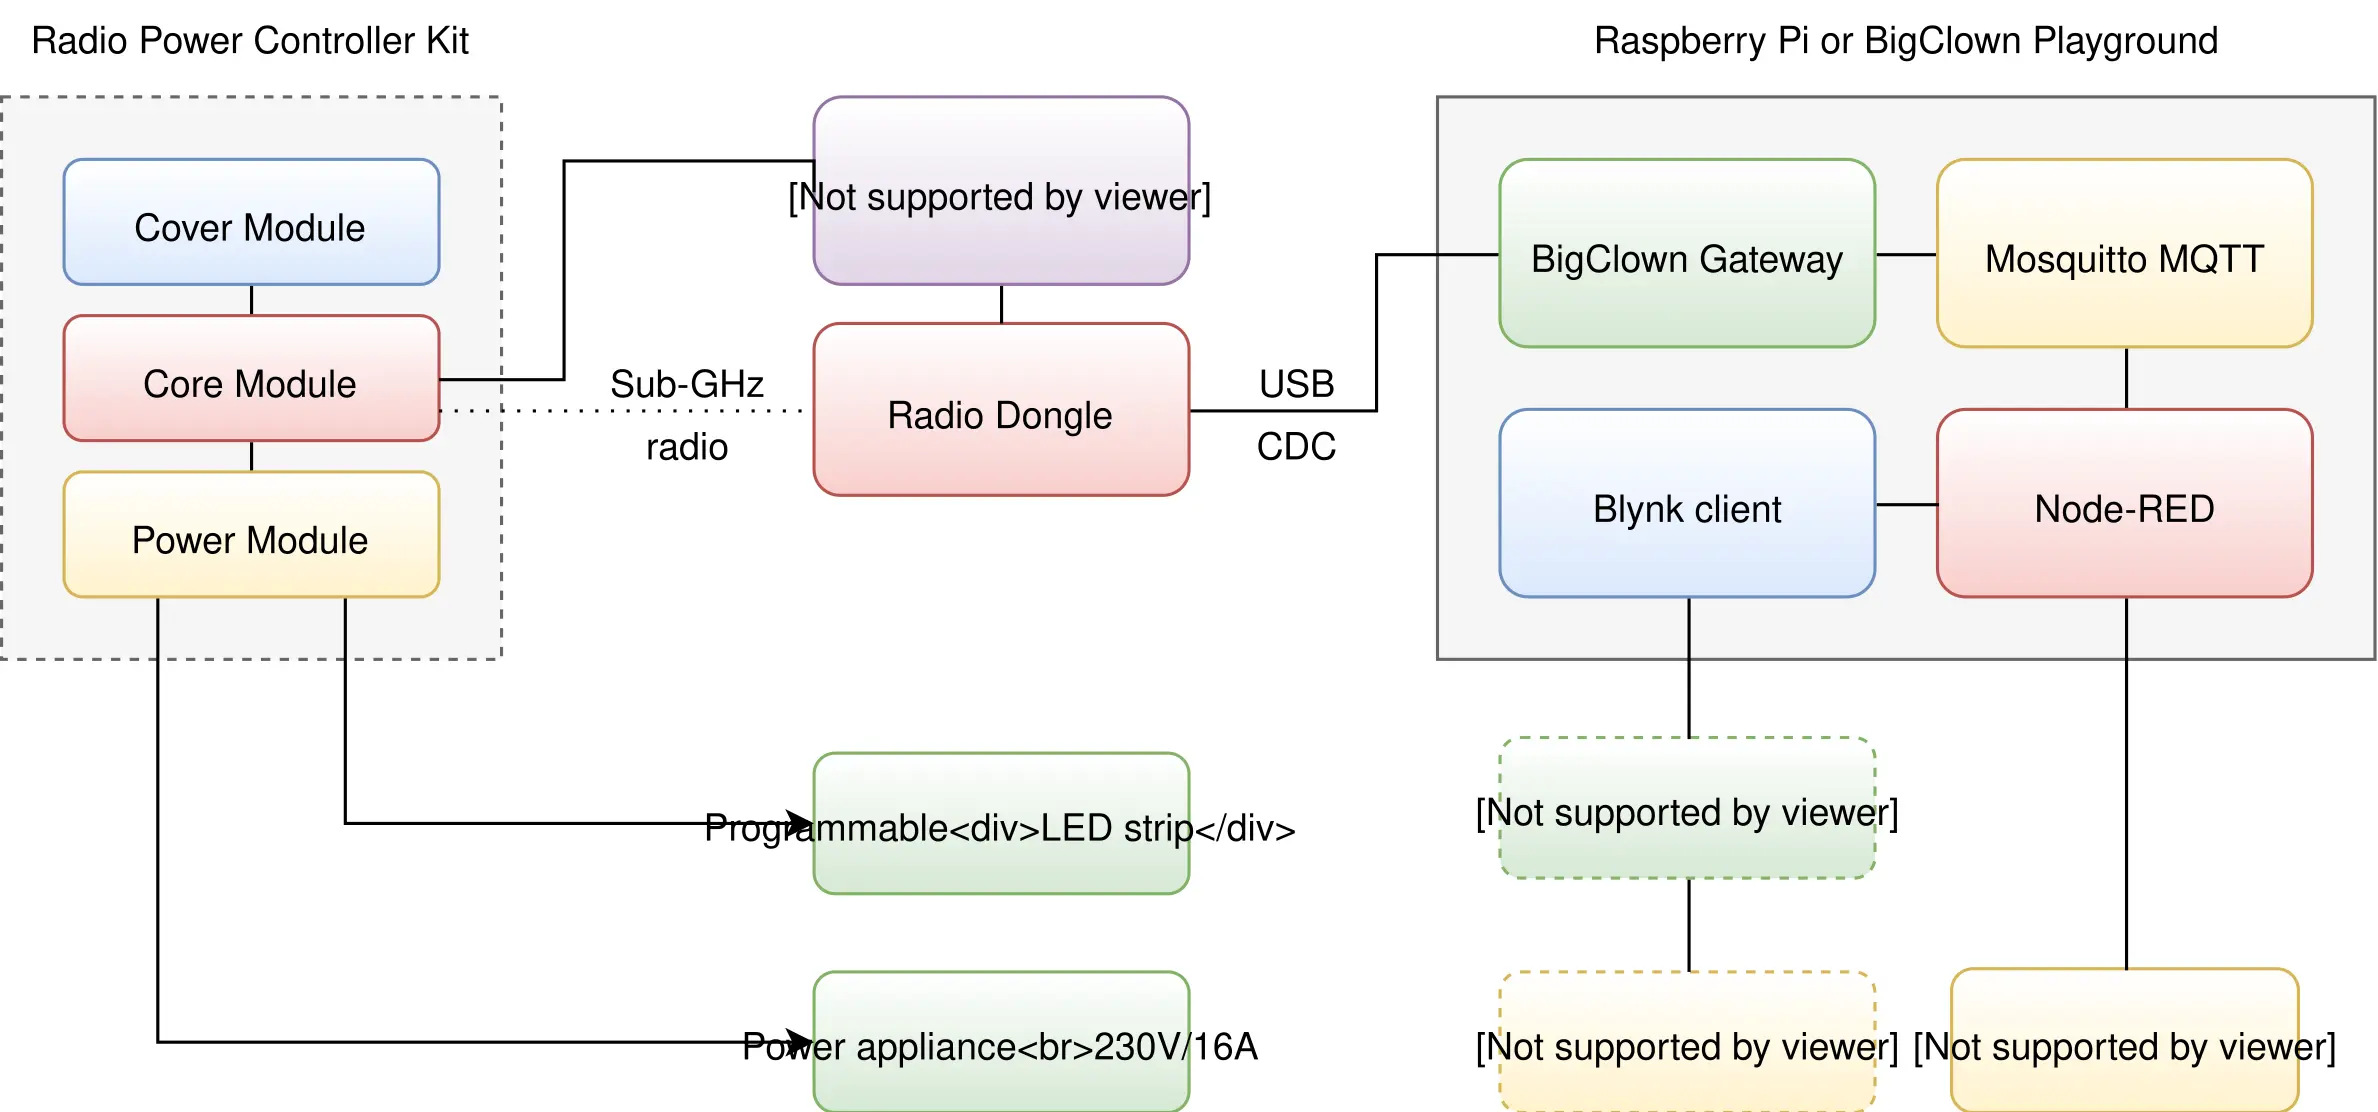 Radio Power Controller Kit
Raspberry Pi or BigClown Playground
Cover Module
Core Module
Power Module
[Not supported by viewer]
Sub-GHz
radio
Radio Dongle
USB
CDC
BigClown Gateway
Mosquitto MQTT
Blynk client
Node-RED
Programmable<div>LED strip</div>
Power appliance<br>230V/16A
[Not supported by viewer]
[Not supported by viewer]
[Not supported by viewer]